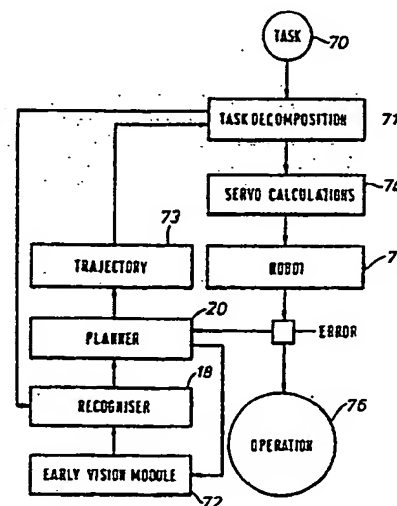 TASK
70
TASK DECOMPOSITION
71
SERVO CALCULATIONS
73
TRAJECTORY
ROBOT
20
PLANNER
ERROR
18
RECOGNISER
76
OPERATION
EARLY VISION MODULE
72